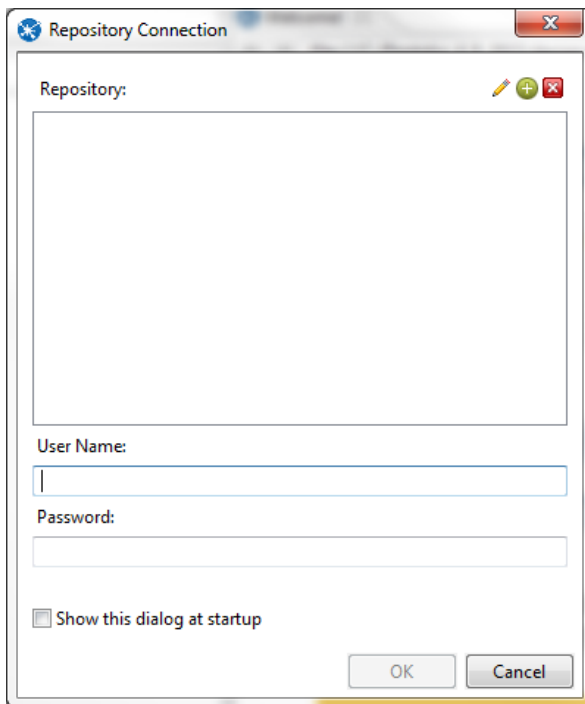 Repository Connection
Repository:
User Name:
Password:
Show this dialog at startup
OK Cancel